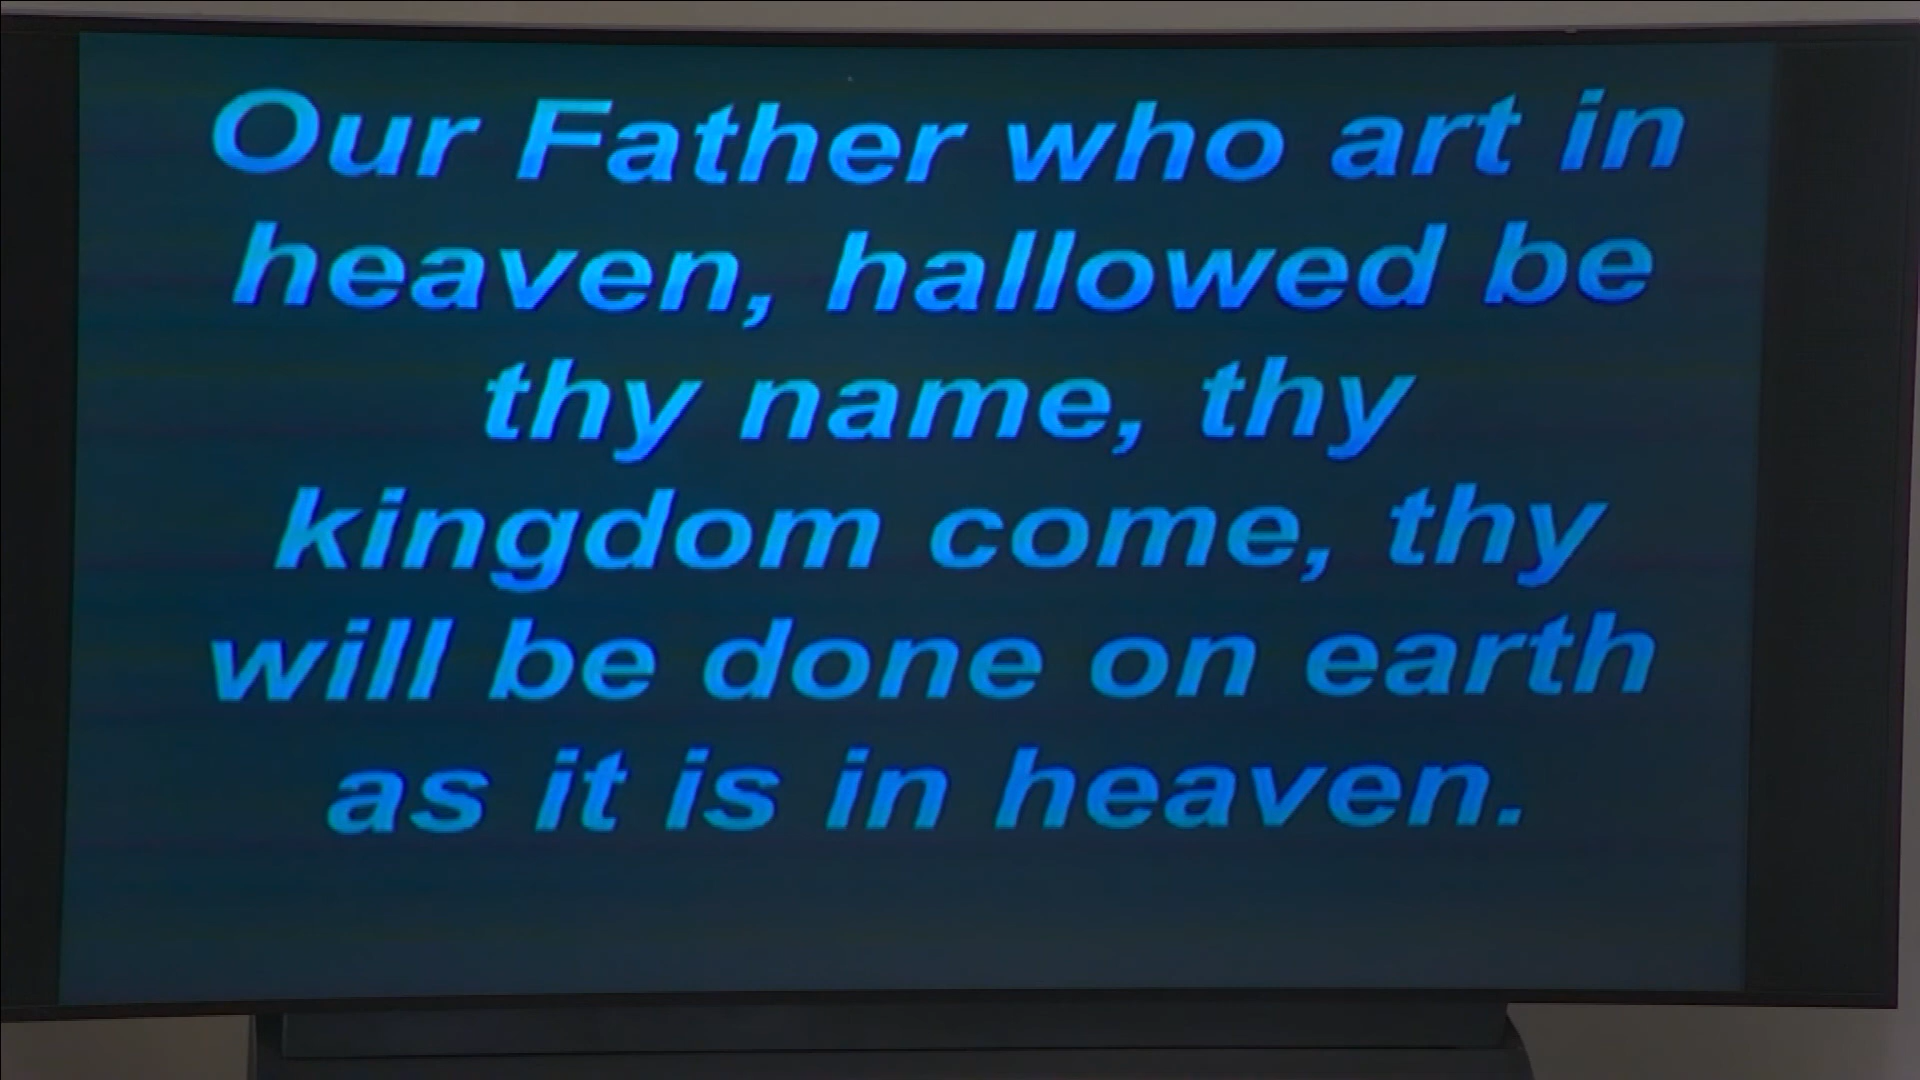 Our Father who art in
heaven, hallowed be
thy name, thy
kingdom come, thy
will be done on earth
as it is in heaven.